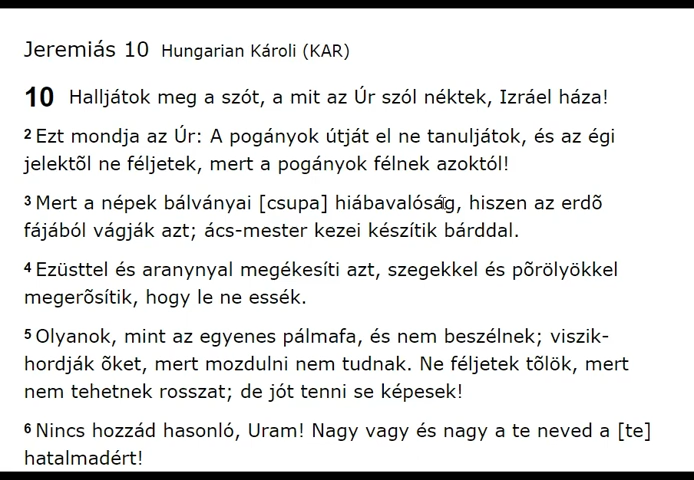 Jeremiás 10 Hungarian Károli (KAR)
10 Halljátok meg a szót, a mit az Úr szól néktek, Izráel háza!
2 Ezt mondja az Úr: A pogányok útját el ne tanuljátok, és az égi
jelektõl ne féljetek, mert a pogányok félnek azoktól!
3 Mert a népek bálványai [csupa] hiábavalóság, hiszen az erdõ
fájából vágják azt; ács-mester kezei készítik bárddal.
4 Ezüsttel és aranynyal megékesíti azt, szegekkel és põrölyökkel
megerõsítik, hogy le ne essék.
5 Olyanok, mint az egyenes pálmafa, és nem beszélnek; viszik-
hordják õket, mert mozdulni nem tudnak. Ne féljetek tõlök, mert
nem tehetnek rosszat; de jót tenni se képesek!
6 Nincs hozzád hasonló, Uram! Nagy vagy és nagy a te neved a [te]
hatalmadért!